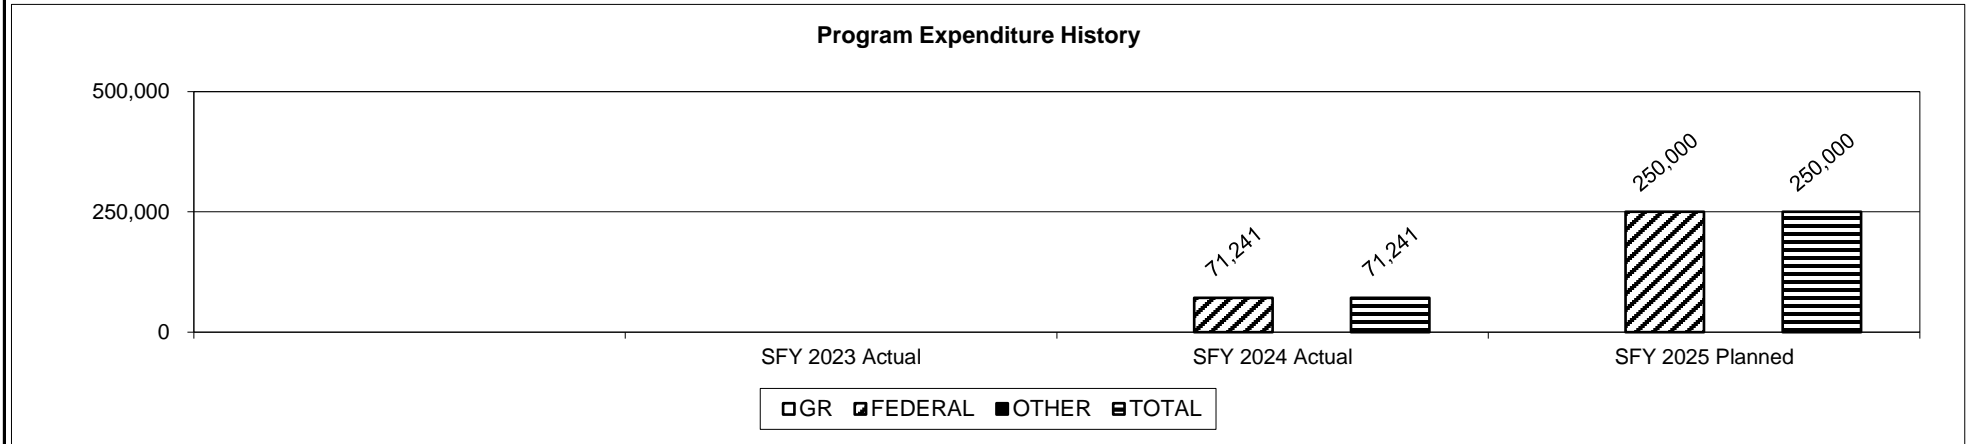 Program Expenditure History
500,000
250,000
0
71,241
71,241
250,000
250,000
SFY 2023 Actual
SFY 2024 Actual
SFY 2025 Planned
GR FEDERAL OTHER TOTAL